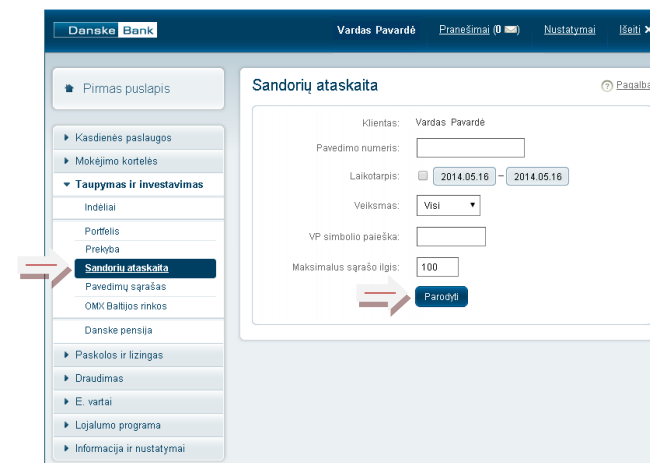 Danske Bank
Vardas Pavardė Pranešimai (0 ) Nustatymai Išeiti ×
Pirmas puslapis
Kasdienės paslaugos
Mokėjimo kortelės
Taupymas ir investavimas
Indėliai
Portfelis
Prekyba
Sandorių ataskaita
Pavedimų sąrašas
OMX Baltijos rinkos
Danske pensija
Paskolos ir lizingas
Draudimas
E. vartai
Lojalumo programa
Informacija ir nustatymai
Sandorių ataskaita
? Pagalba
Klientas: Vardas Pavardė
Pavedimo numeris:
Laikotarpis: 2014.05.16 – 2014.05.16
Veiksmas: Visi
VP simbolio paieška:
Maksimalus sąrašo ilgis: 100
Parodyti